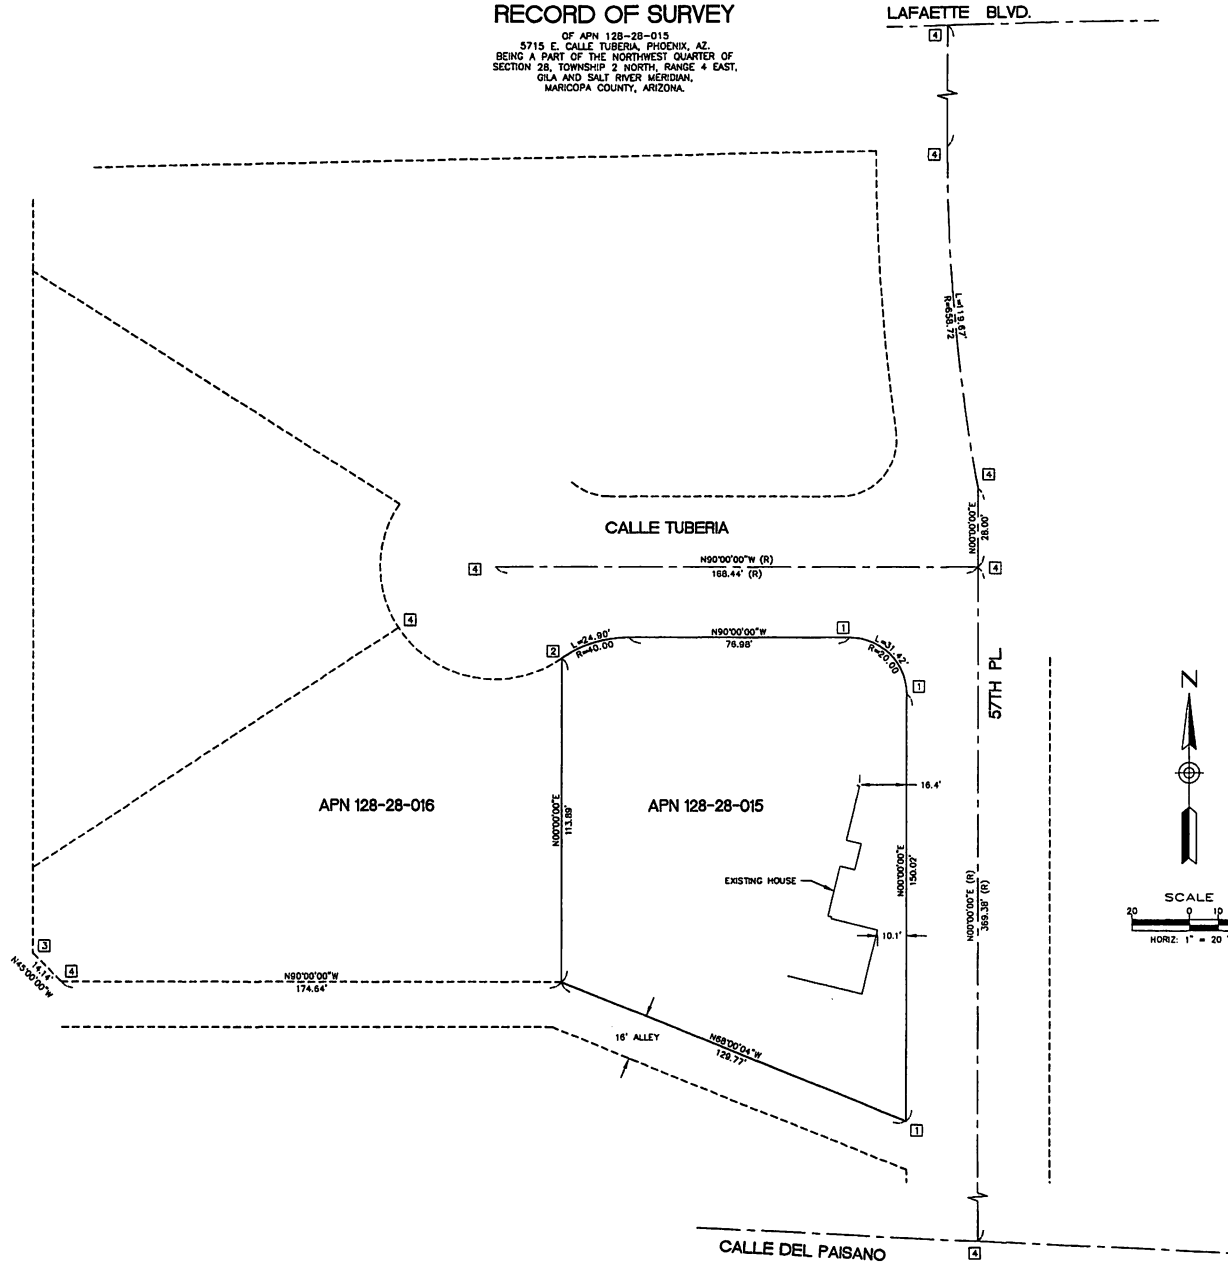 RECORD OF SURVEY
OF APN 128-28-015
5715 E. CALLE TUBERIA, PHOENIX, AZ.
BEING A PART OF THE NORTHWEST QUARTER OF
SECTION 28, TOWNSHIP 2 NORTH, RANGE 4 EAST,
GILA AND SALT RIVER MERIDIAN,
MARICOPA COUNTY, ARIZONA.
LAFAETTE BLVD.
4
4
L=119.67'
R=658.72
4
N00°00'00"E
28.00'
CALLE TUBERIA
N90°00'00"W (R)
168.44' (R)
4
4
4
2
L=24.90'
R=40.00
N90°00'00"W
76.98'
1
L=31.42'
R=20.00
1
57TH PL
N
APN 128-28-016
APN 128-28-015
N00°00'00"E
113.89'
16.4'
EXISTING HOUSE
N00°00'00"E
150.02'
10.1'
N00°00'00"E (R)
369.38' (R)
SCALE
20 0 10
HORIZ: 1" = 20
3
14.14'
N45°00'00"W
4
N90°00'00"W
174.64'
16' ALLEY
N68°00'04"W
129.77'
1
CALLE DEL PAISANO
4